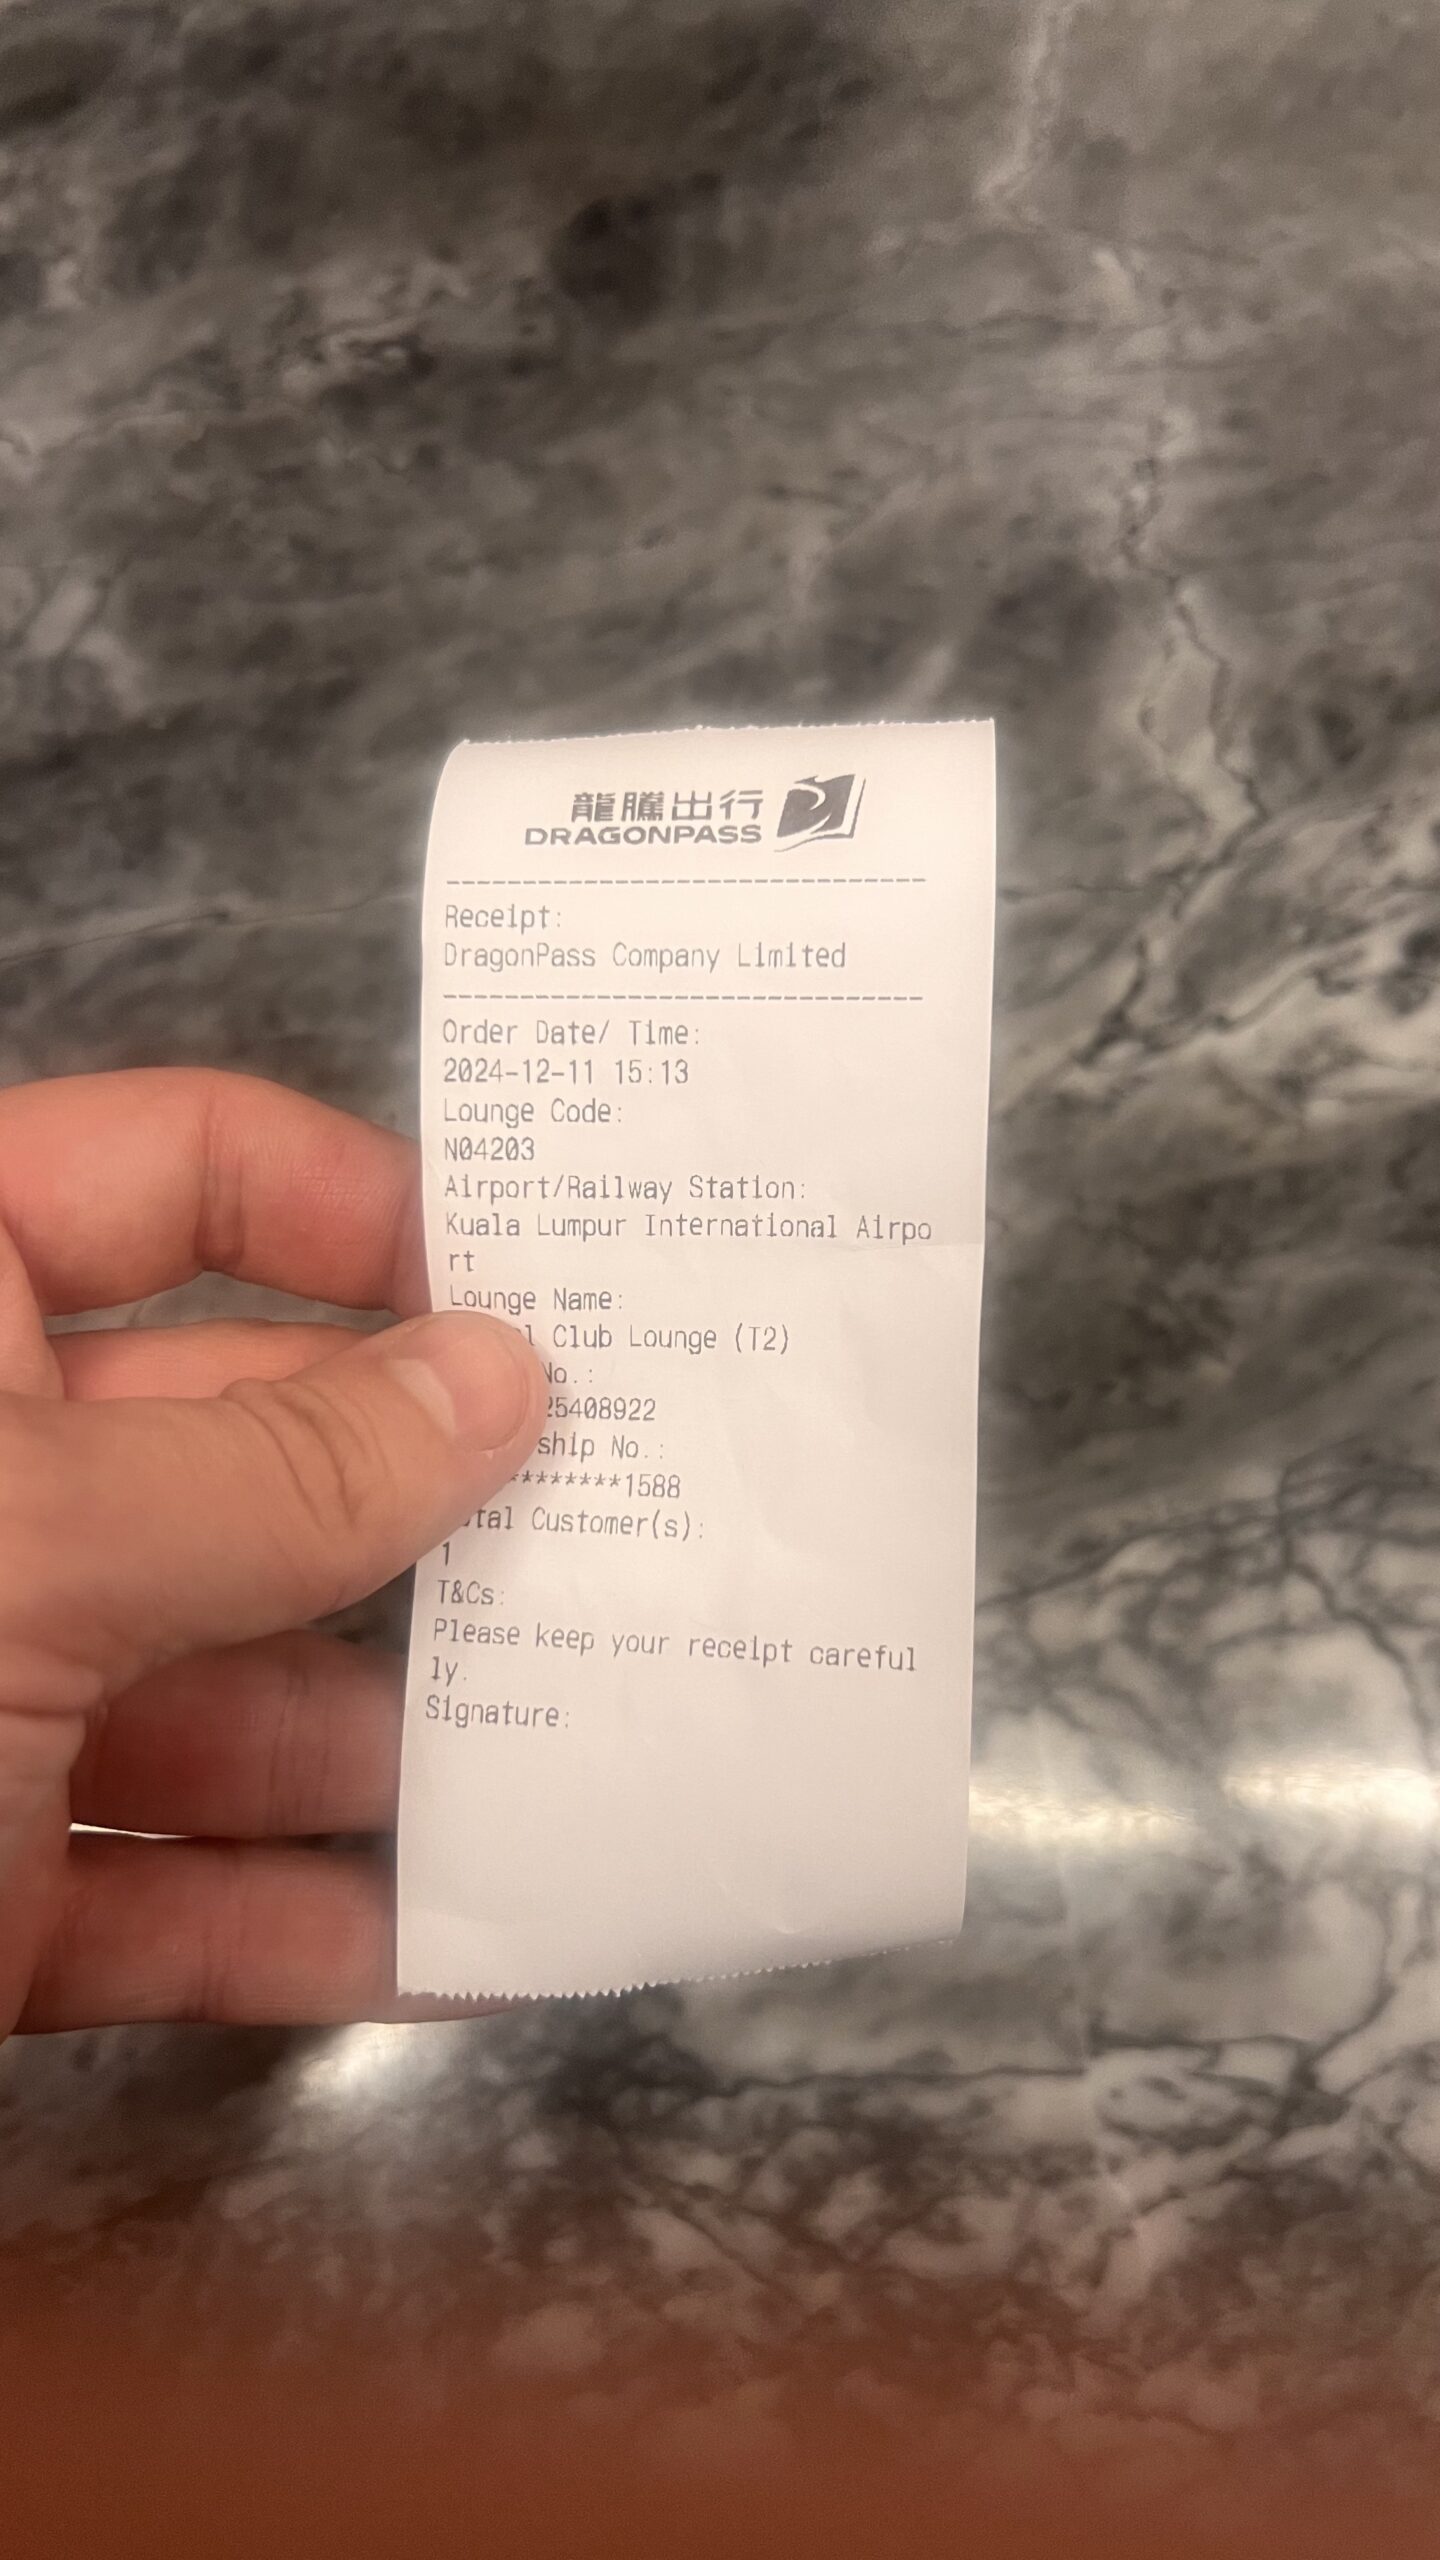 龍騰出行
DRAGONPASS
------------------------------
Receipt:
DragonPass Company Limited
------------------------------
Order Date/ Time:
2024-12-11 15:13
Lounge Code:
N04203
Airport/Railway Station:
Kuala Lumpur International Airpo
rt
Lounge Name:
Club Lounge (T2)
No.:
No.:
*********1588
Customer(s):
1
T&Cs:
Please keep your receipt careful
ly.
Signature: